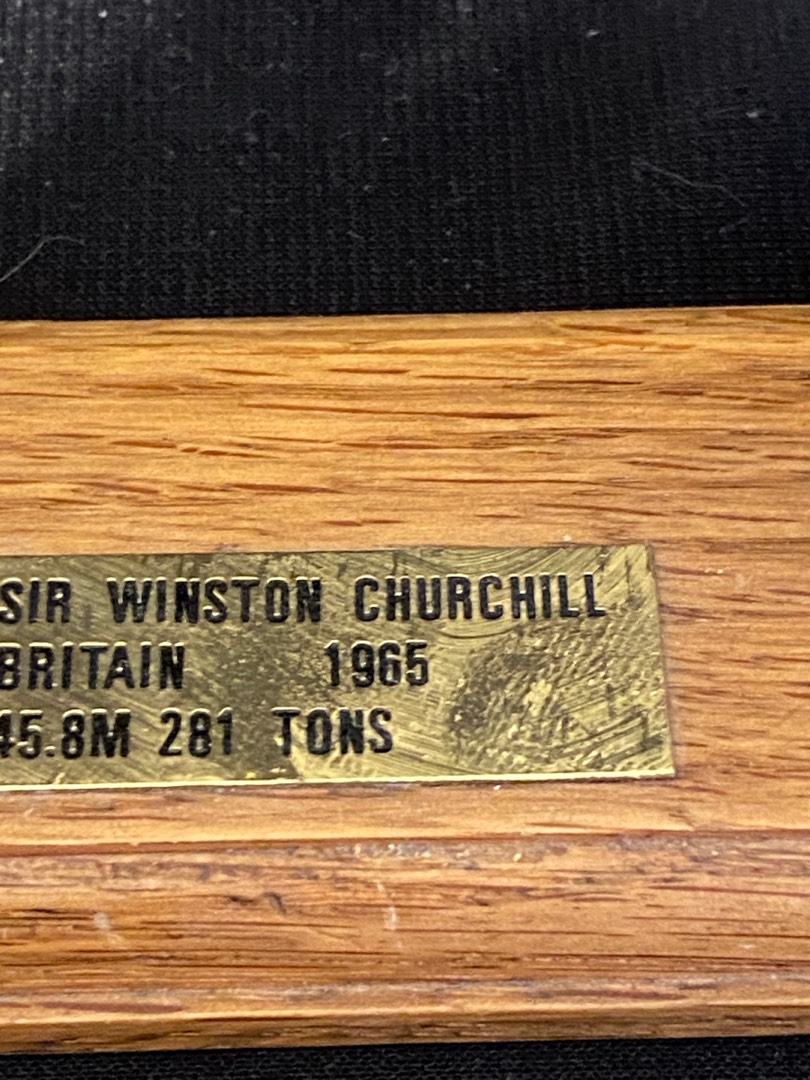 SIR WINSTON CHURCHILL
BRITAIN 1965
45.8M 281 TONS